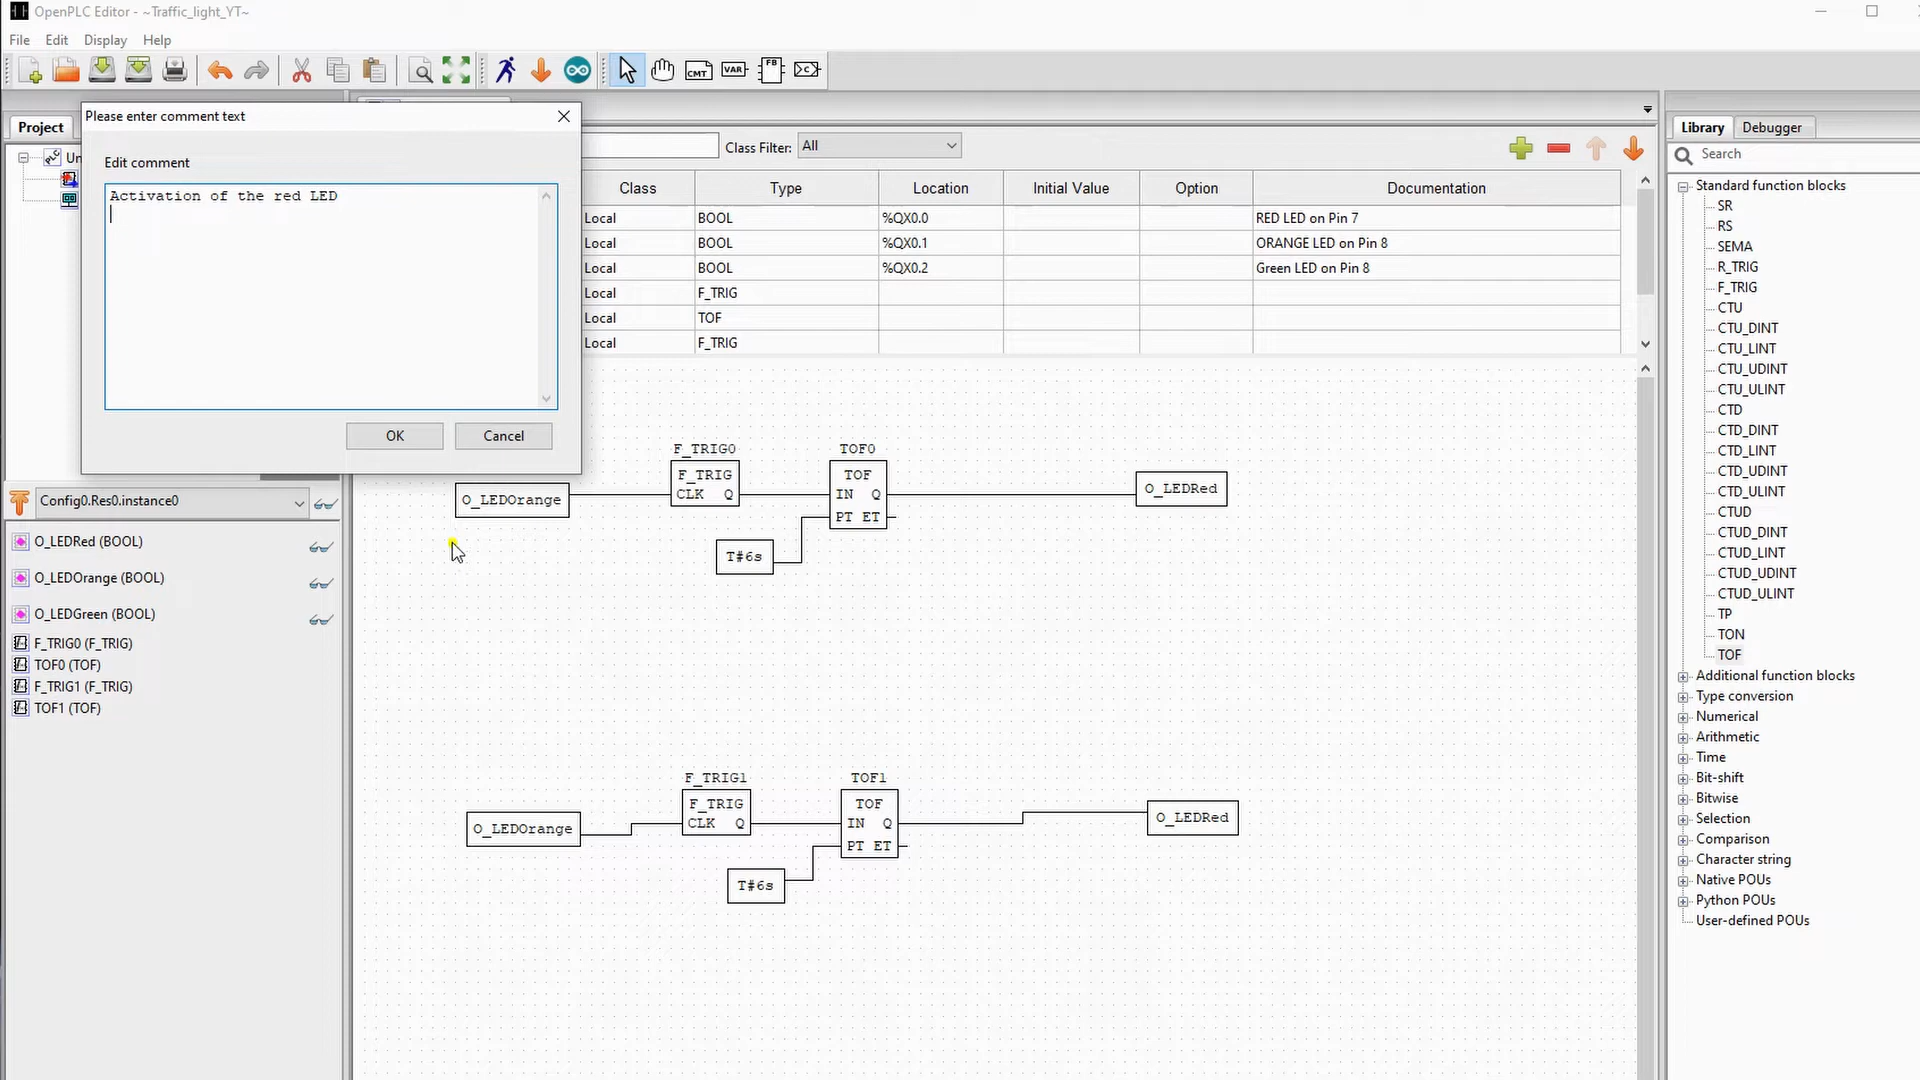 OpenPLC Editor - ~Traffic_light_YT~
File Edit Display Help
CMT VAR FB C
Please enter comment text
Edit comment
Activation of the red LED
OK Cancel
Project
Un
Class Filter: All
Class Type Location Initial Value Option Documentation
Local BOOL %QX0.0 RED LED on Pin 7
Local BOOL %QX0.1 ORANGE LED on Pin 8
Local BOOL %QX0.2 Green LED on Pin 8
Local F_TRIG
Local TOF
Local F_TRIG
Config0.Res0.instance0
O_LEDRed (BOOL)
O_LEDOrange (BOOL)
O_LEDGreen (BOOL)
F_TRIG0 (F_TRIG)
TOF0 (TOF)
F_TRIG1 (F_TRIG)
TOF1 (TOF)
F_TRIG0 TOF0
F_TRIG TOF
O_LEDOrange CLK Q IN Q O_LEDRed
PT ET
T#6s
F_TRIG1 TOF1
F_TRIG TOF
O_LEDOrange CLK Q IN Q O_LEDRed
PT ET
T#6s
Library Debugger
Search
Standard function blocks
SR
RS
SEMA
R_TRIG
F_TRIG
CTU
CTU_DINT
CTU_LINT
CTU_UDINT
CTU_ULINT
CTD
CTD_DINT
CTD_LINT
CTD_UDINT
CTD_ULINT
CTUD
CTUD_DINT
CTUD_LINT
CTUD_UDINT
CTUD_ULINT
TP
TON
TOF
Additional function blocks
Type conversion
Numerical
Arithmetic
Time
Bit-shift
Bitwise
Selection
Comparison
Character string
Native POUs
Python POUs
User-defined POUs